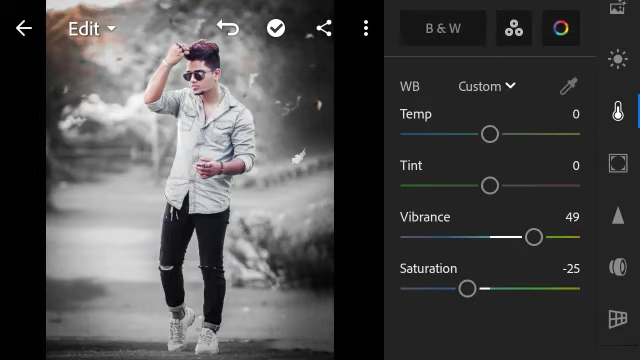 Edit
B & W
WB Custom
Temp 0
Tint 0
Vibrance 49
Saturation -25